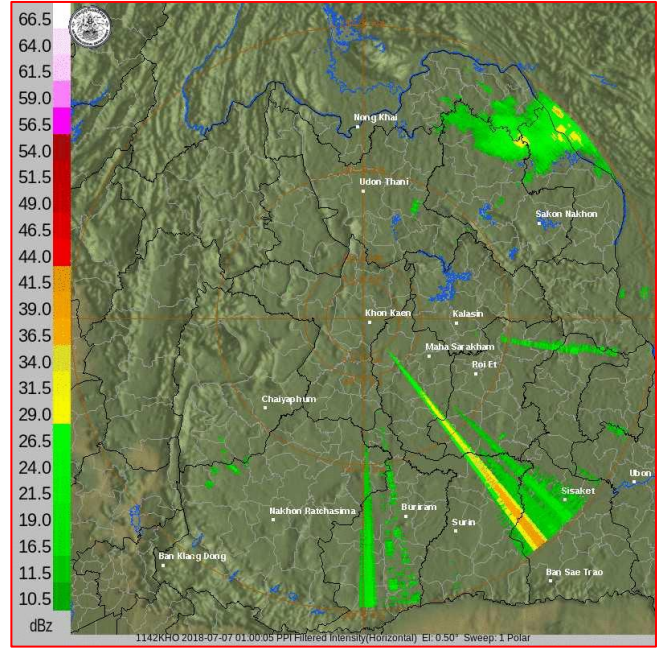 66.5
64.0
61.5
59.0
56.5
54.0
51.5
49.0
46.5
44.0
41.5
39.0
36.5
34.0
31.5
29.0
26.5
24.0
21.5
19.0
16.5
13.5
11.5
10.5
dBz
Nong Khai
Udon Thani
Sakon Nakhon
Khon Kaen
Kalasin
Maha Sarakham
Roi Et
Chaiyaphum
Ubon
Sisaket
Nakhon Ratchasima
Buriram
Surin
Ban Klang Dong
Ban Sae Trao
1142KHO 2018-07-07 01:00:05 PPI Filtered Intensity(Horizontal) El: 0.50° Sweep: 1 Polar